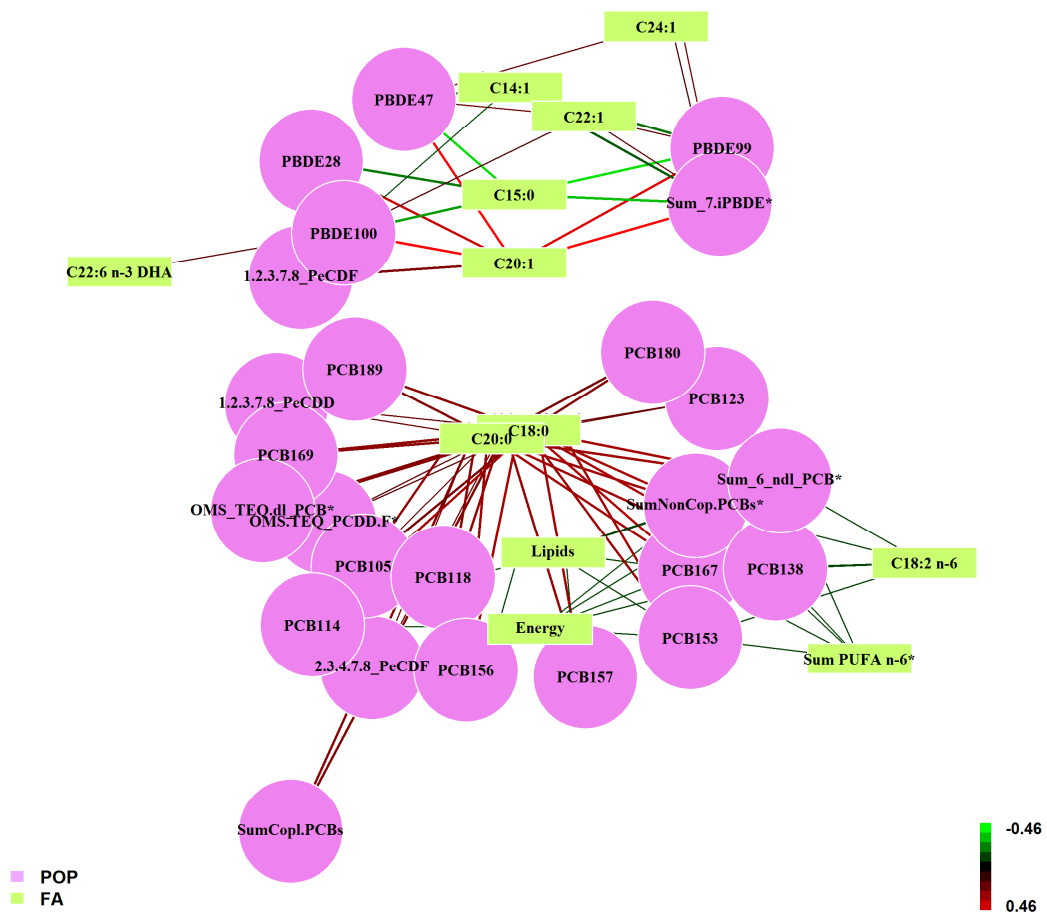 C24:1
C14:1
PBDE47
C22:1
PBDE99
PBDE28
C15:0
Sum_7.iPBDE*
PBDE100
C20:1
C22:6 n-3 DHA
1.2.3.7.8_PeCDF
PCB180
PCB189
PCB123
1.2.3.7.8_PeCDD
C18:0
C20:0
PCB169
Sum_6_ndl_PCB*
SumNonCop.PCBs*
OMS_TEQ.dl_PCB*
OMS.TEQ_PCDD.F*
Lipids
C18:2 n-6
PCB105
PCB118
PCB167
PCB138
PCB114
Energy
PCB153
Sum PUFA n-6*
2.3.4.7.8_PeCDF
PCB156
PCB157
SumCopl.PCBs
-0.46
0.46
POP
FA